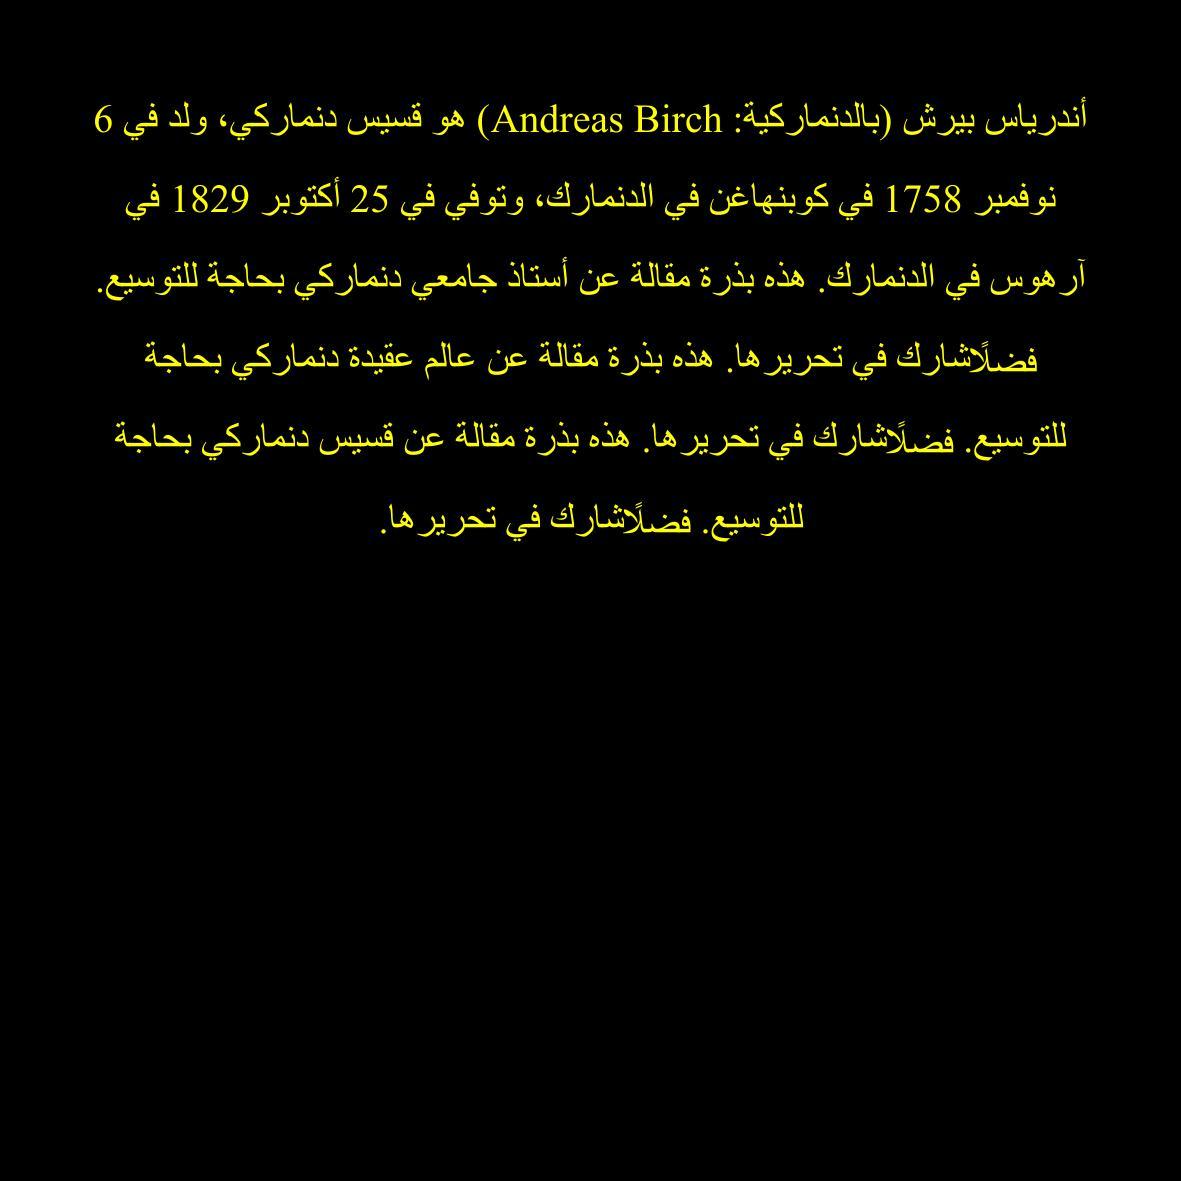 أندرياس بيرش (بالدنماركية: Andreas Birch) هو قسيس دنماركي، ولد في 6
نوفمبر 1758 في كوبنهاغن في الدنمارك، وتوفي في 25 أكتوبر 1829 في
آرهوس في الدنمارك. هذه بذرة مقالة عن أستاذ جامعي دنماركي بحاجة للتوسيع.
فضلًاشارك في تحريرها. هذه بذرة مقالة عن عالم عقيدة دنماركي بحاجة
للتوسيع. فضلًاشارك في تحريرها. هذه بذرة مقالة عن قسيس دنماركي بحاجة
للتوسيع. فضلًاشارك في تحريرها.